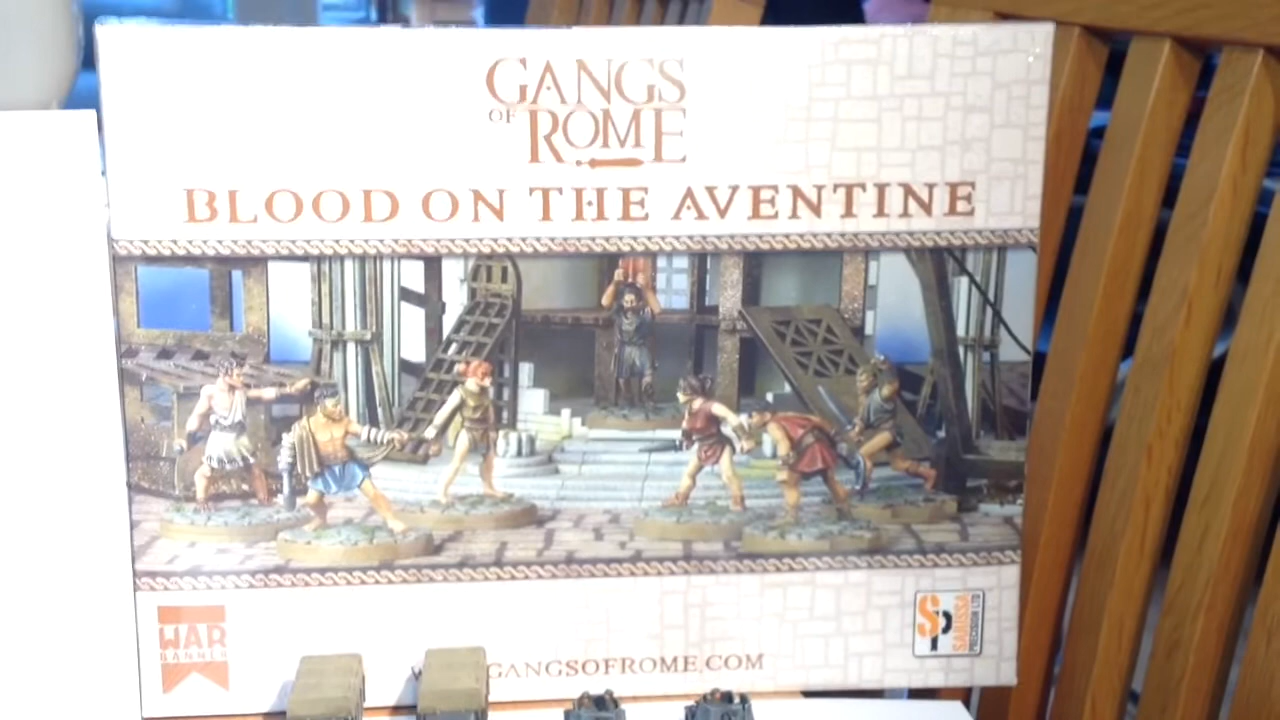 GANGS
OF ROME
BLOOD ON THE AVENTINE
WAR
BANNER
GANGSOFROME.COM
SP
SARISSA
PRECISION LTD